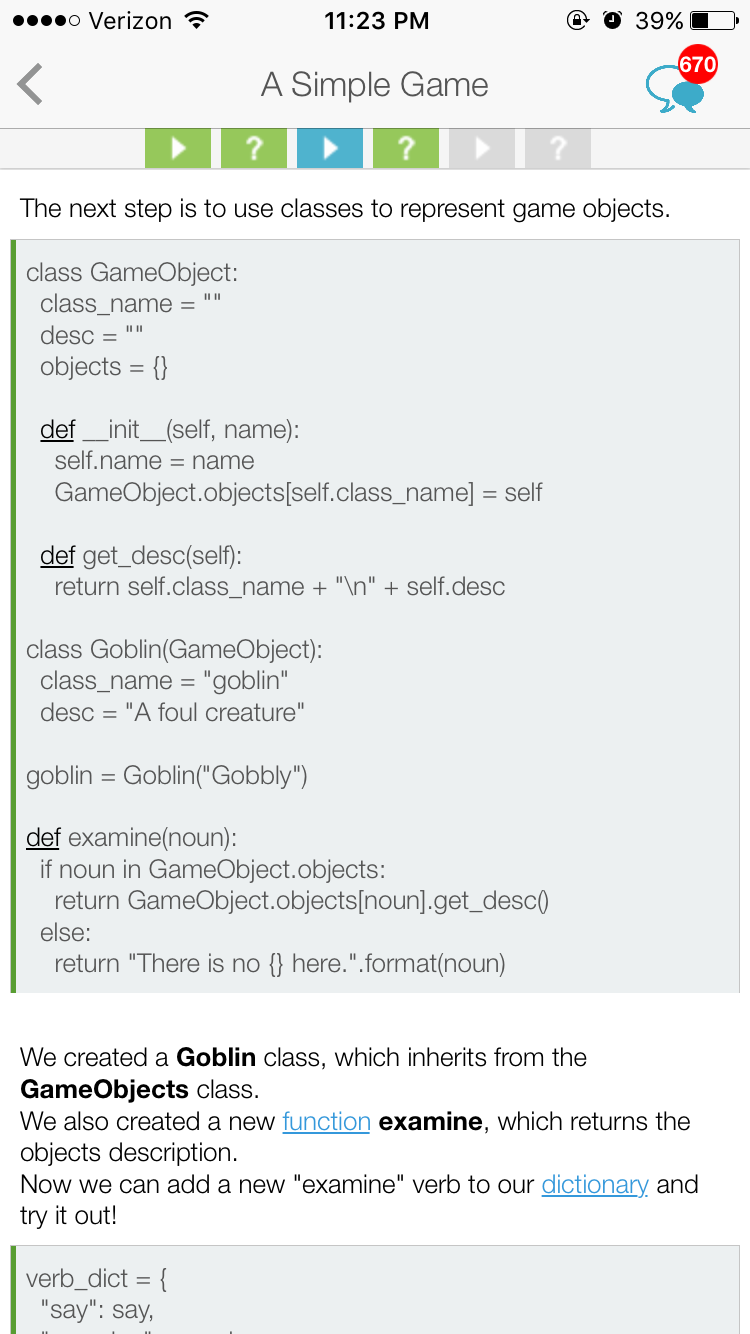 Verizon 11:23 PM 39%
A Simple Game
670
? ? ?
The next step is to use classes to represent game objects.
class GameObject:
class_name = ""
desc = ""
objects = {}
def __init__(self, name):
self.name = name
GameObject.objects[self.class_name] = self
def get_desc(self):
return self.class_name + "\n" + self.desc
class Goblin(GameObject):
class_name = "goblin"
desc = "A foul creature"
goblin = Goblin("Gobbly")
def examine(noun):
if noun in GameObject.objects:
return GameObject.objects[noun].get_desc()
else:
return "There is no {} here.".format(noun)
We created a Goblin class, which inherits from the
GameObjects class.
We also created a new function examine, which returns the
objects description.
Now we can add a new "examine" verb to our dictionary and
try it out!
verb_dict = {
"say": say,